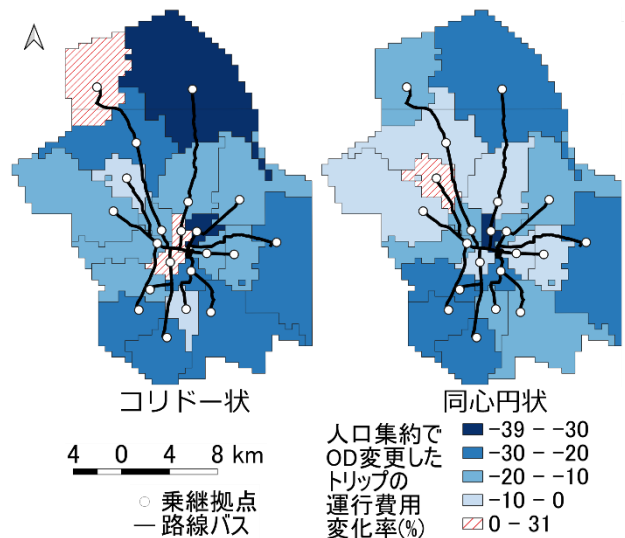 コリドー状
同心円状
4 0 4 8 km
乗継拠点
路線バス
人口集約で
OD変更した
トリップの
運行費用
変化率(%)
-39 - -30
-30 - -20
-20 - -10
-10 - 0
0 - 31